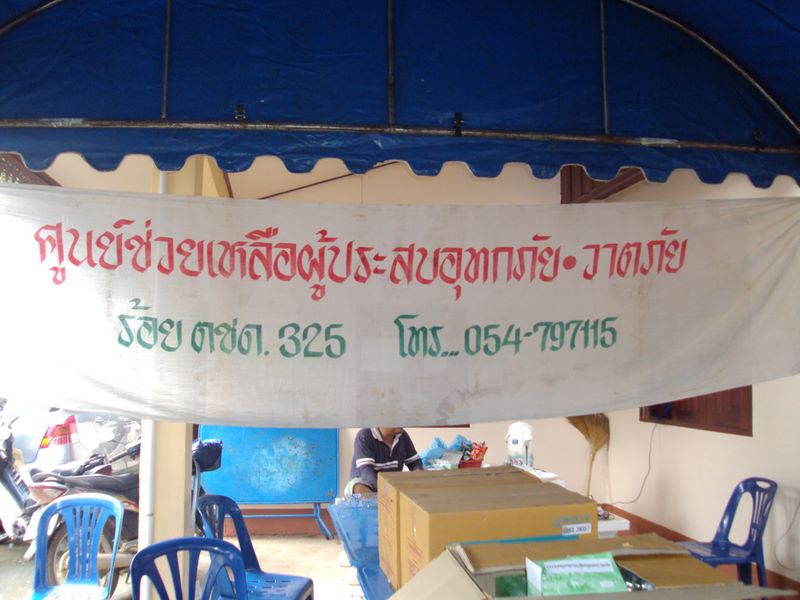 ศูนย์ช่วยเหลือผู้ประสบอุทกภัย•วาตภัย
ร้อย ตชด. 325 โทร... 054-797115